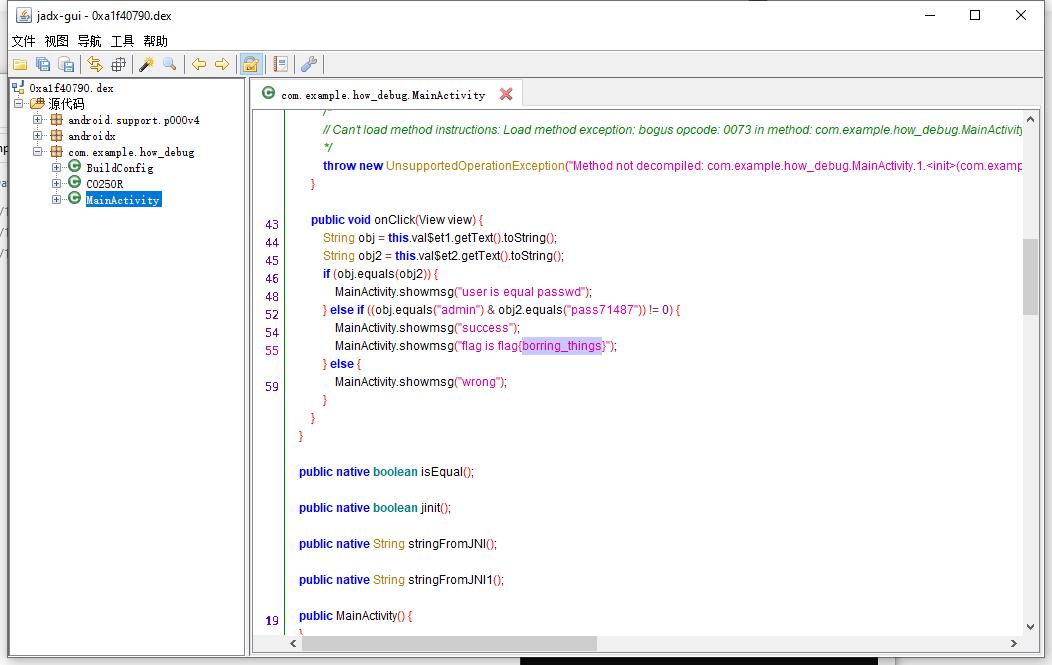 jadx-gui - 0xa1f40790.dex
文件 视图 导航 工具 帮助
0xa1f40790.dex
源代码
android.support.p000v4
androidx
com.example.how_debug
BuildConfig
C0250R
MainActivity
com.example.how_debug.MainActivity
/*
// Can't load method instructions: Load method exception: bogus opcode: 0073 in method: com.example.how_debug.MainActivity
*/
throw new UnsupportedOperationException("Method not decompiled: com.example.how_debug.MainActivity.1.<init>(com.examp
}
43 public void onClick(View view) {
44 String obj = this.val$et1.getText().toString();
45 String obj2 = this.val$et2.getText().toString();
46 if (obj.equals(obj2)) {
48 MainActivity.showmsg("user is equal passwd");
52 } else if ((obj.equals("admin") & obj2.equals("pass71487")) != 0) {
54 MainActivity.showmsg("success");
55 MainActivity.showmsg("flag is flag{borring_things}");
} else {
59 MainActivity.showmsg("wrong");
}
}
}
public native boolean isEqual();
public native boolean jinit();
public native String stringFromJNI();
public native String stringFromJNI1();
19 public MainActivity() {
}